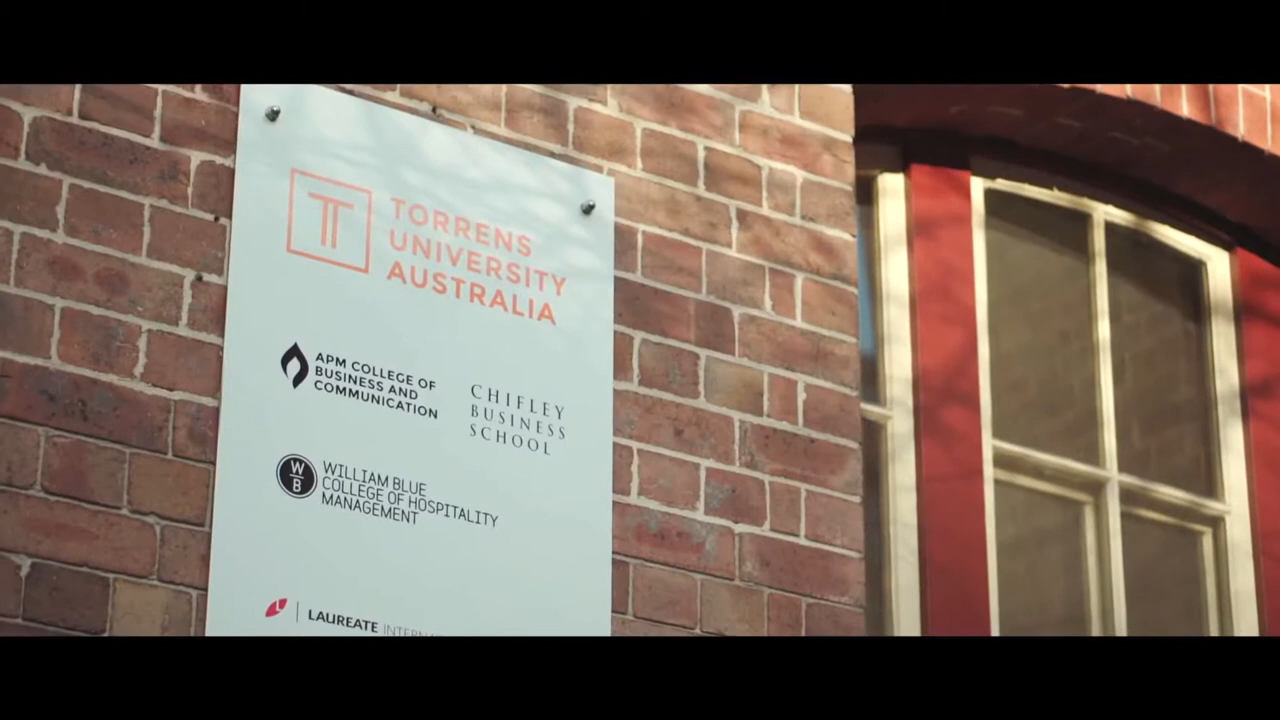 TORRENS
UNIVERSITY
AUSTRALIA
APM COLLEGE OF
BUSINESS AND
COMMUNICATION
CHIFLEY
BUSINESS
SCHOOL
W
B
WILLIAM BLUE
COLLEGE OF HOSPITALITY
MANAGEMENT
L
LAUREATE